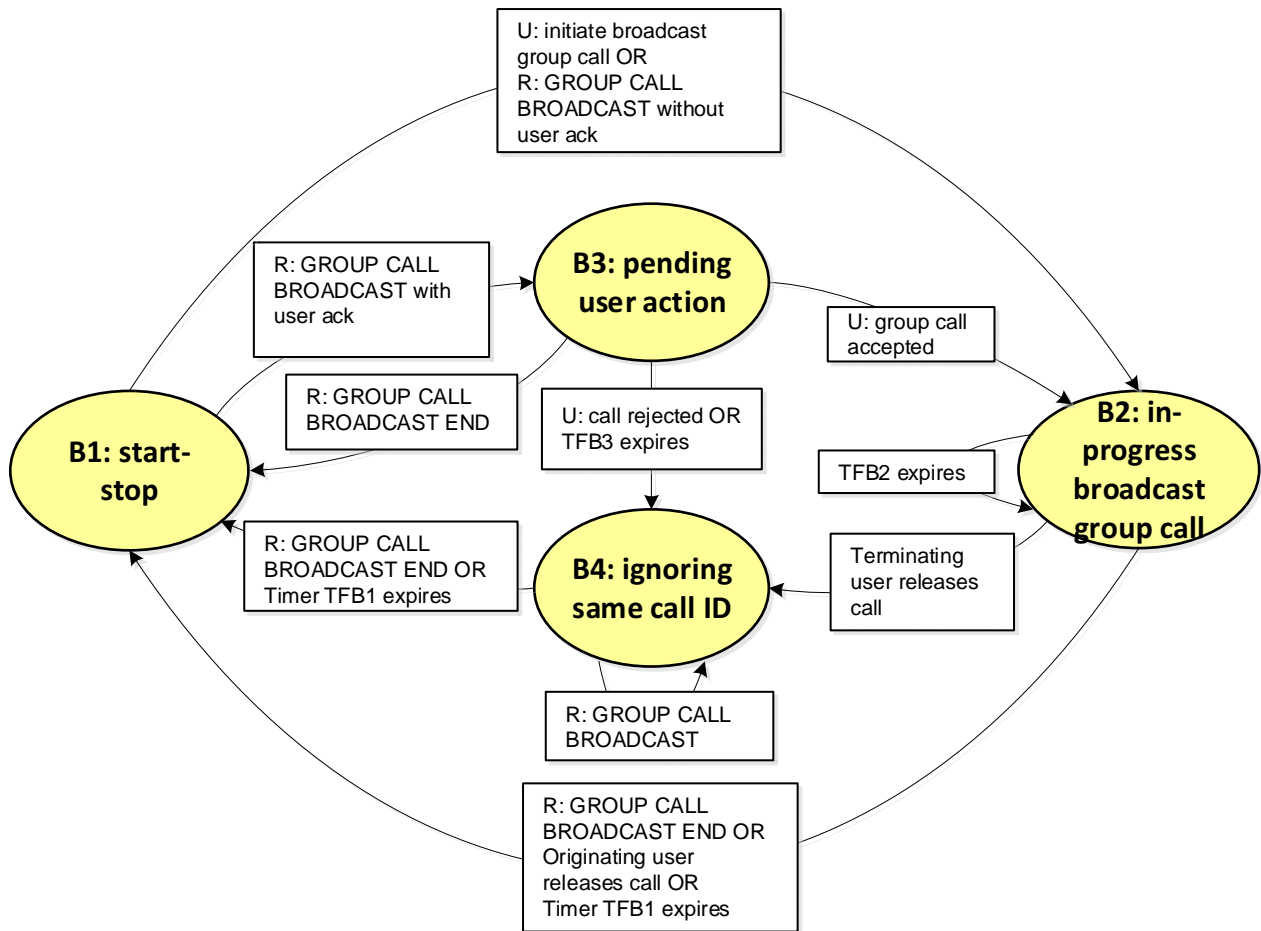 U: initiate broadcast
group call OR
R: GROUP CALL
BROADCAST without
user ack
B3: pending
user action
R: GROUP CALL
BROADCAST with
user ack
U: group call
accepted
R: GROUP CALL
BROADCAST END
U: call rejected OR
TFB3 expires
B1: start-
stop
B2: in-
progress
broadcast
group call
TFB2 expires
R: GROUP CALL
BROADCAST END OR
Timer TFB1 expires
B4: ignoring
same call ID
Terminating
user releases
call
R: GROUP CALL
BROADCAST
R: GROUP CALL
BROADCAST END OR
Originating user
releases call OR
Timer TFB1 expires